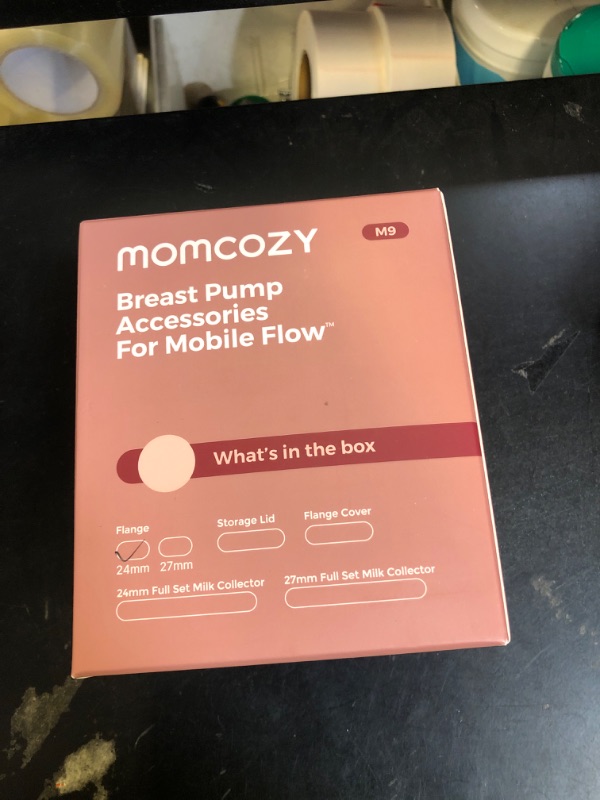 momcozy
M9
Breast Pump
Accessories
For Mobile Flow™
What's in the box
Flange
Storage Lid
Flange Cover
24mm 27mm
24mm Full Set Milk Collector
27mm Full Set Milk Collector